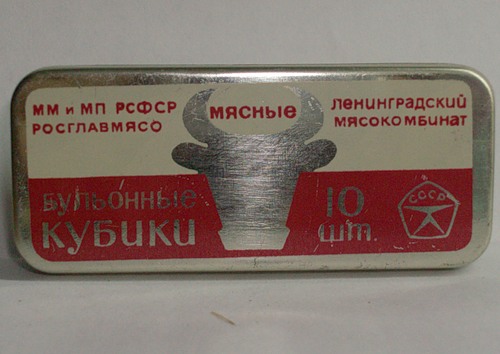 ММ и МП РСФСР
РОСГЛАВМЯСО
МЯСНЫЕ
ЛЕНИНГРАДСКИЙ
МЯСОКОМБИНАТ
БУЛЬОННЫЕ
КУБИКИ
10
шт.
СССР